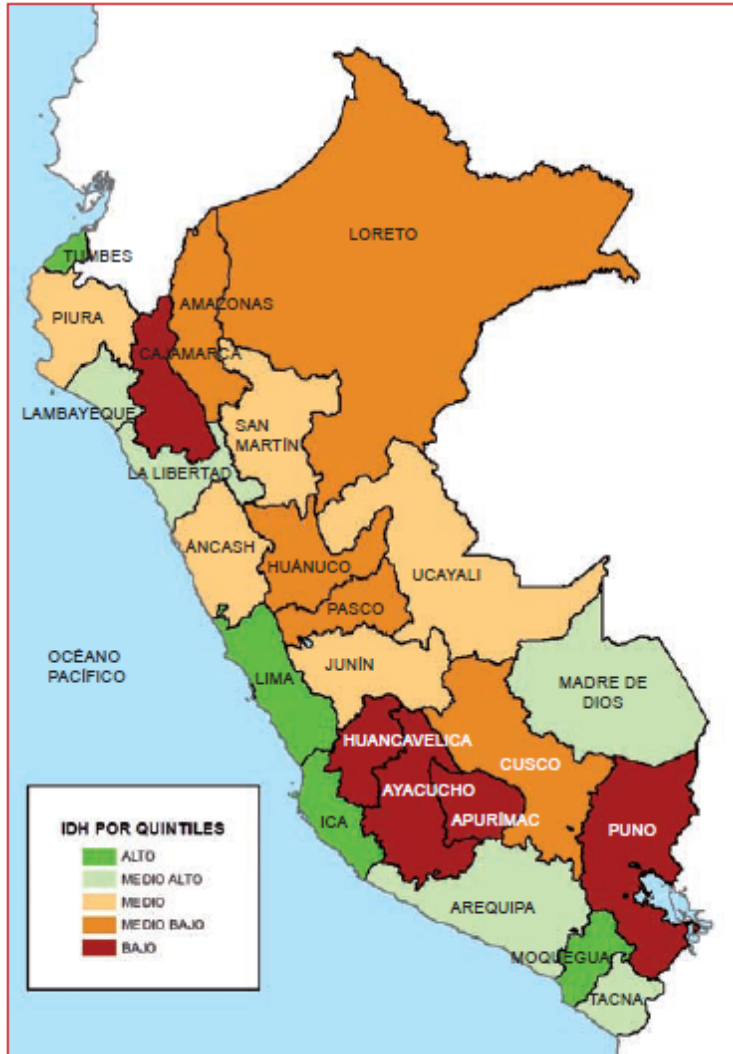 LORETO
TUMBES
AMAZONAS
PIURA
CAJAMARCA
LAMBAYEQUE
SAN
MARTÍN
LA LIBERTAD
ÁNCASH
HUÁNUCO
UCAYALI
PASCO
OCÉANO
PACÍFICO
JUNÍN
LIMA
MADRE DE
DIOS
HUANCAVELICA
CUSCO
AYACUCHO
ICA
APURÍMAC
PUNO
IDH POR QUINTILES
ALTO
MEDIO ALTO
MEDIO
MEDIO BAJO
BAJO
AREQUIPA
MOQUEGUA
TACNA